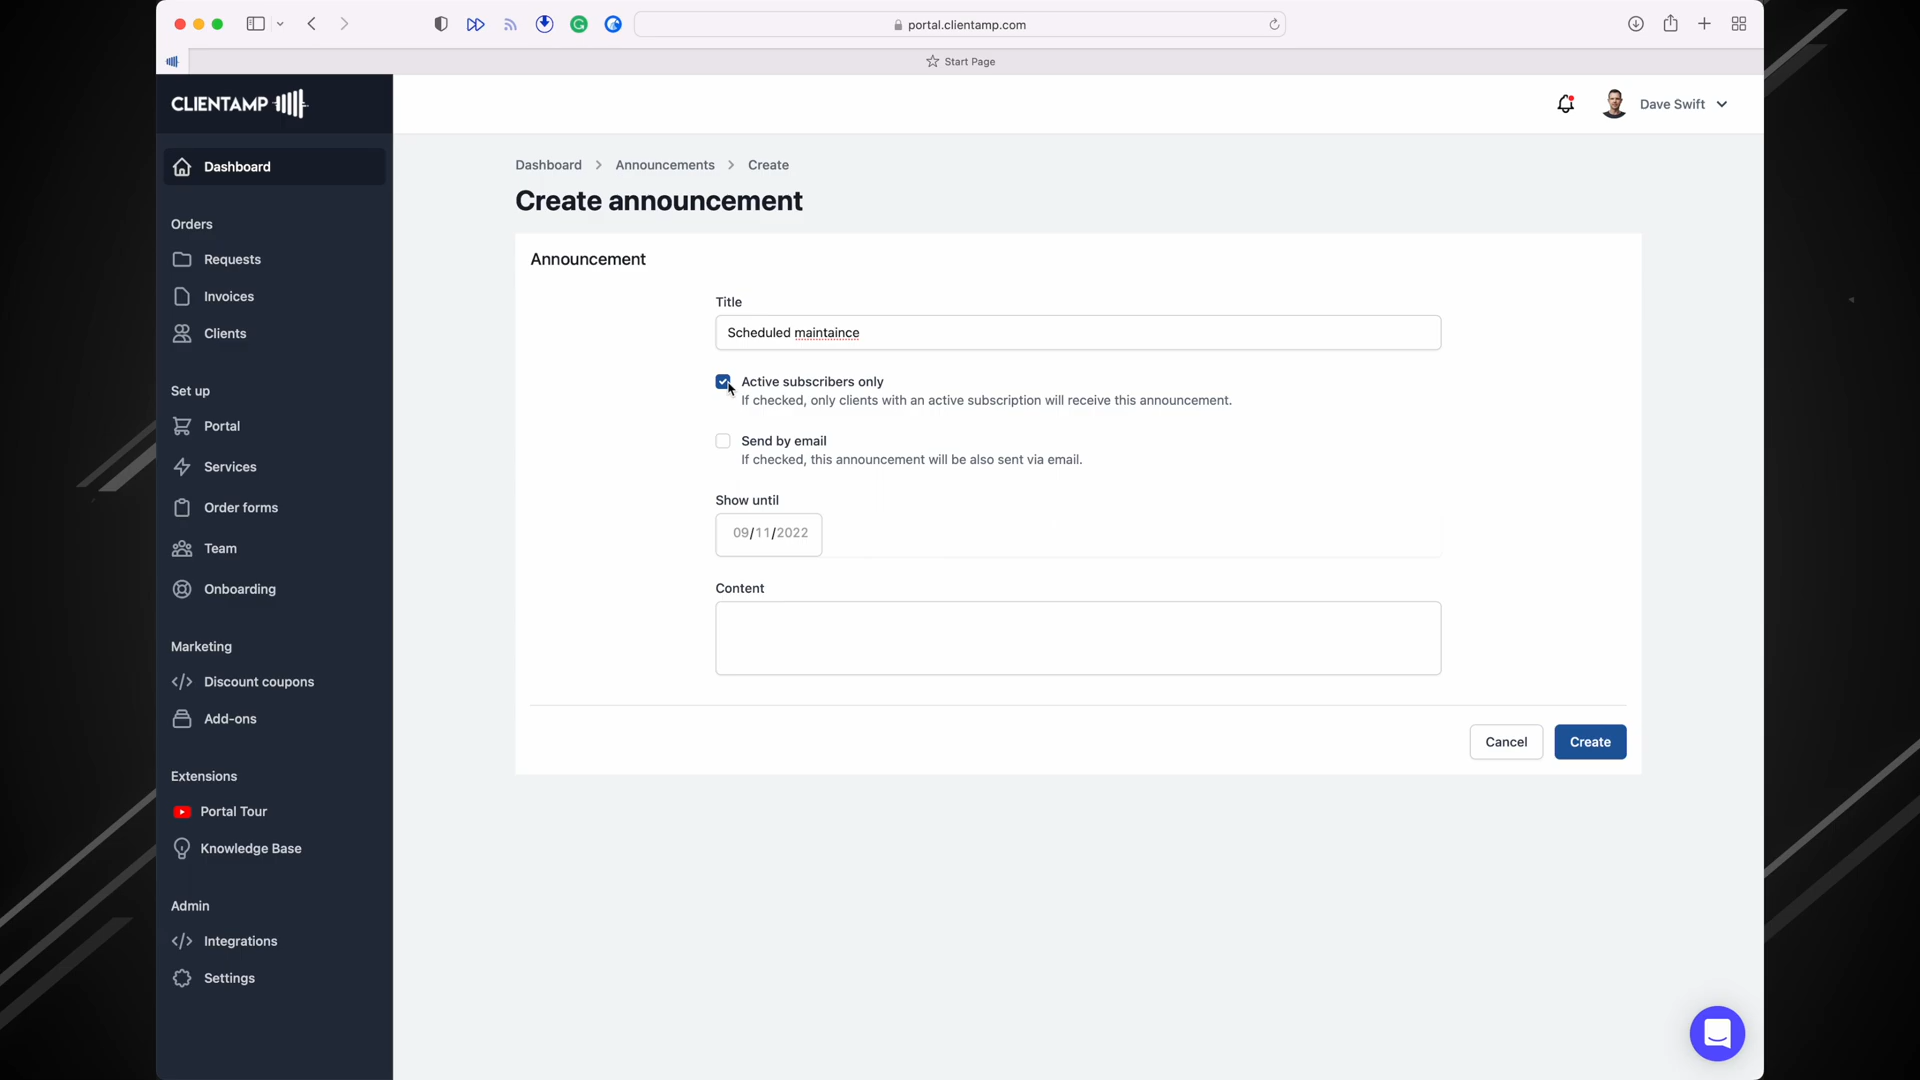 portal.clientamp.com
Start Page
CLIENTAMP
Dave Swift
Dashboard
Orders
Requests
Invoices
Clients
Set up
Portal
Services
Order forms
Team
Onboarding
Marketing
Discount coupons
Add-ons
Extensions
Portal Tour
Knowledge Base
Admin
Integrations
Settings
Dashboard > Announcements > Create
Create announcement
Announcement
Title
Scheduled maintaince
Active subscribers only
If checked, only clients with an active subscription will receive this announcement.
Send by email
If checked, this announcement will be also sent via email.
Show until
09/11/2022
Content
Cancel Create